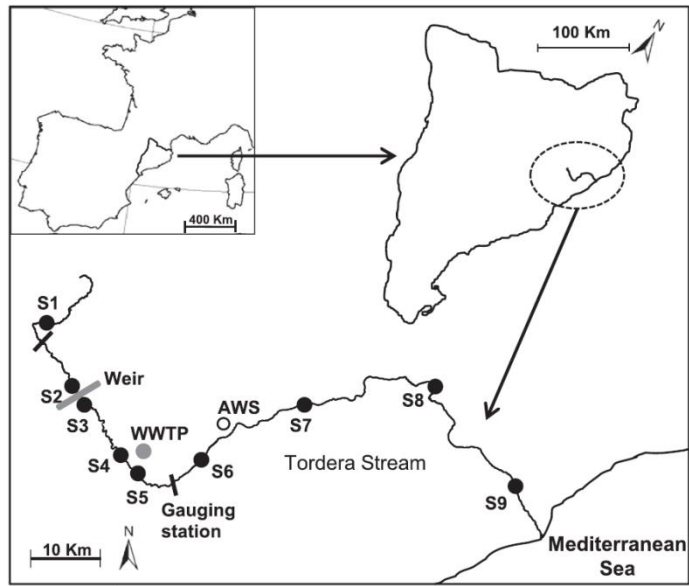 100 Km
N
400 Km
S1
S2
Weir
S3
WWTP
S4
S5
AWS
S6
S7
S8
Tordera Stream
Gauging
station
S9
10 Km
N
Mediterranean
Sea